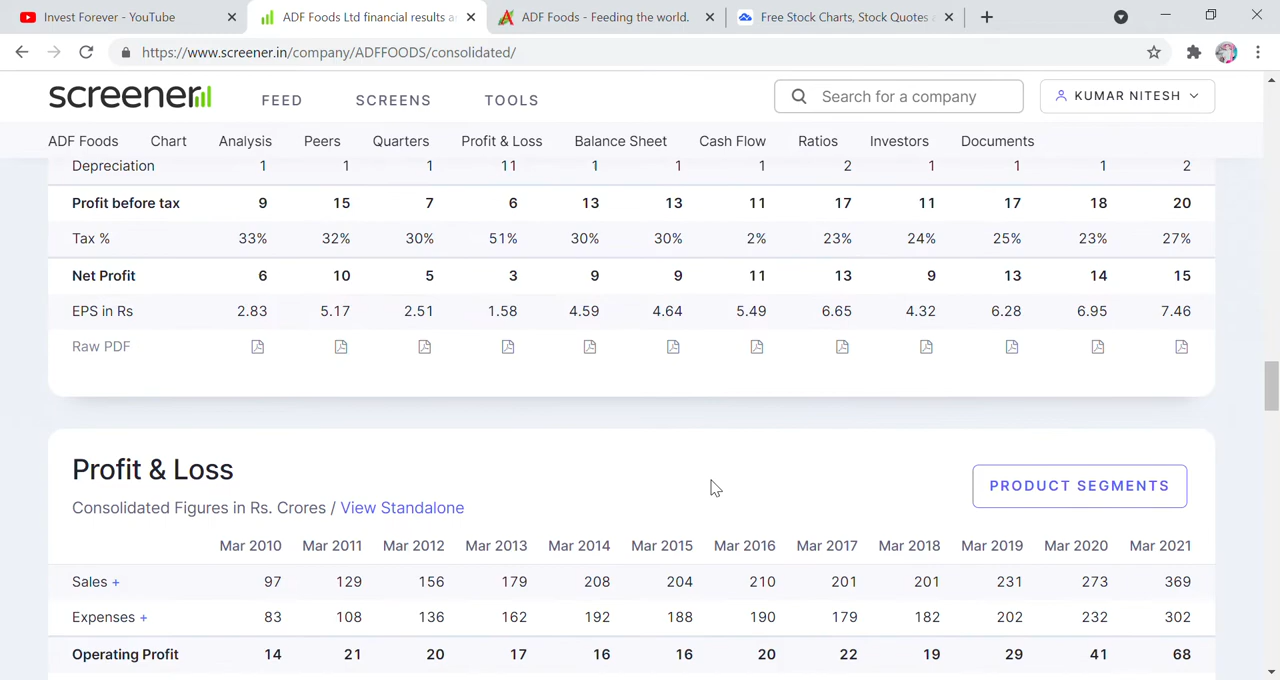 Invest Forever - YouTube
ADF Foods Ltd financial results a
ADF Foods - Feeding the world.
Free Stock Charts, Stock Quotes
https://www.screener.in/company/ADFFOODS/consolidated/
screener
FEED SCREENS TOOLS
Search for a company
KUMAR NITESH
ADF Foods Chart Analysis Peers Quarters Profit & Loss Balance Sheet Cash Flow Ratios Investors Documents
Depreciation 1 1 1 11 1 1 1 2 1 1 1 2
Profit before tax 9 15 7 6 13 13 11 17 11 17 18 20
Tax % 33% 32% 30% 51% 30% 30% 2% 23% 24% 25% 23% 27%
Net Profit 6 10 5 3 9 9 11 13 9 13 14 15
EPS in Rs 2.83 5.17 2.51 1.58 4.59 4.64 5.49 6.65 4.32 6.28 6.95 7.46
Raw PDF
Profit & Loss
PRODUCT SEGMENTS
Consolidated Figures in Rs. Crores / View Standalone
Mar 2010 Mar 2011 Mar 2012 Mar 2013 Mar 2014 Mar 2015 Mar 2016 Mar 2017 Mar 2018 Mar 2019 Mar 2020 Mar 2021
Sales + 97 129 156 179 208 204 210 201 201 231 273 369
Expenses + 83 108 136 162 192 188 190 179 182 202 232 302
Operating Profit 14 21 20 17 16 16 20 22 19 29 41 68